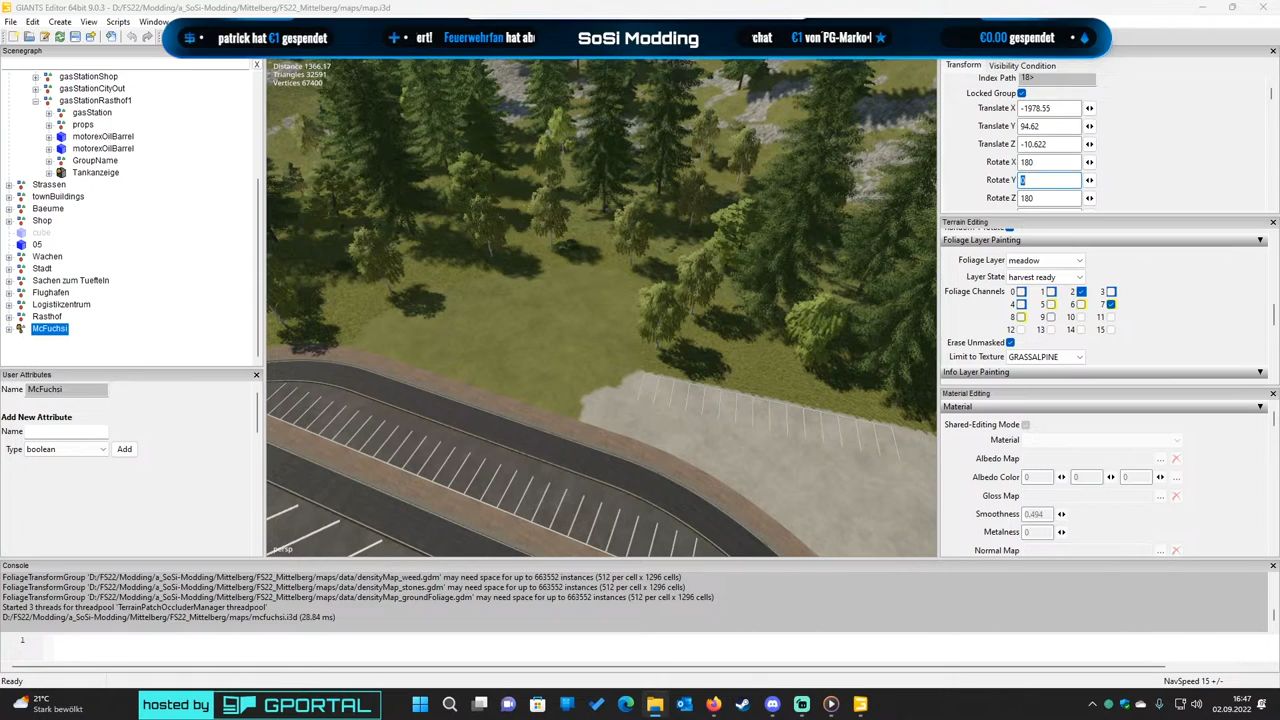 GIANTS Editor 64bit 9.0.3 - D:/FS22/Modding/a_SoSi-Modding/Mittelberg/FS22_Mittelberg/maps/map.i3d
File Edit Create View Scripts Window
patrick hat €1 gespendet
ert! Feuerwehrfan hat ab
SoSi Modding
chat €1 von PG-Marko
€0.00 gespendet
Scenegraph
X
gasStationShop
gasStationCityOut
gasStationRasthof1
gasStation
props
motorexOilBarrel
motorexOilBarrel
GroupName
Tankanzeige
Strassen
townBuildings
Baeume
Shop
cube
05
Wachen
Stadt
Sachen zum Tuefteln
Flughafen
Logistikzentrum
Rasthof
McFuchsi
User Attributes
Name McFuchsi
Add New Attribute
Name
Type boolean Add
Distance 1366.17
Triangles 32591
Vertices 67400
persp
Transform Visibility Condition
Index Path 18>
Locked Group
Translate X -1978.55
Translate Y 94.62
Translate Z -10.622
Rotate X 180
Rotate Y 0
Rotate Z 180
Terrain Editing
Foliage Layer Painting
Foliage Layer meadow
Layer State harvest ready
Foliage Channels 0 1 2 3
4 5 6 7
8 9 10 11
12 13 14 15
Erase Unmasked
Limit to Texture GRASSALPINE
Info Layer Painting
Material Editing
Material
Shared-Editing Mode
Material
Albedo Map ...
Albedo Color 0 0 0 ...
Gloss Map ...
Smoothness 0.494
Metalness 0
Normal Map ...
Console
FoliageTransformGroup 'D:/FS22/Modding/a_SoSi-Modding/Mittelberg/FS22_Mittelberg/maps/data/densityMap_weed.gdm' may need space for up to 663552 instances (512 per cell x 1296 cells)
FoliageTransformGroup 'D:/FS22/Modding/a_SoSi-Modding/Mittelberg/FS22_Mittelberg/maps/data/densityMap_stones.gdm' may need space for up to 663552 instances (512 per cell x 1296 cells)
FoliageTransformGroup 'D:/FS22/Modding/a_SoSi-Modding/Mittelberg/FS22_Mittelberg/maps/data/densityMap_groundFoliage.gdm' may need space for up to 663552 instances (512 per cell x 1296 cells)
Started 3 threads for threadpool 'TerrainPatchOccluderManager threadpool'
D:/FS22/Modding/a_SoSi-Modding/Mittelberg/FS22_Mittelberg/maps/mcfuchsi.i3d (28.84 ms)
1
Ready
NavSpeed 15 +/-
21°C
Stark bewölkt
hosted by GPORTAL
16:47
02.09.2022